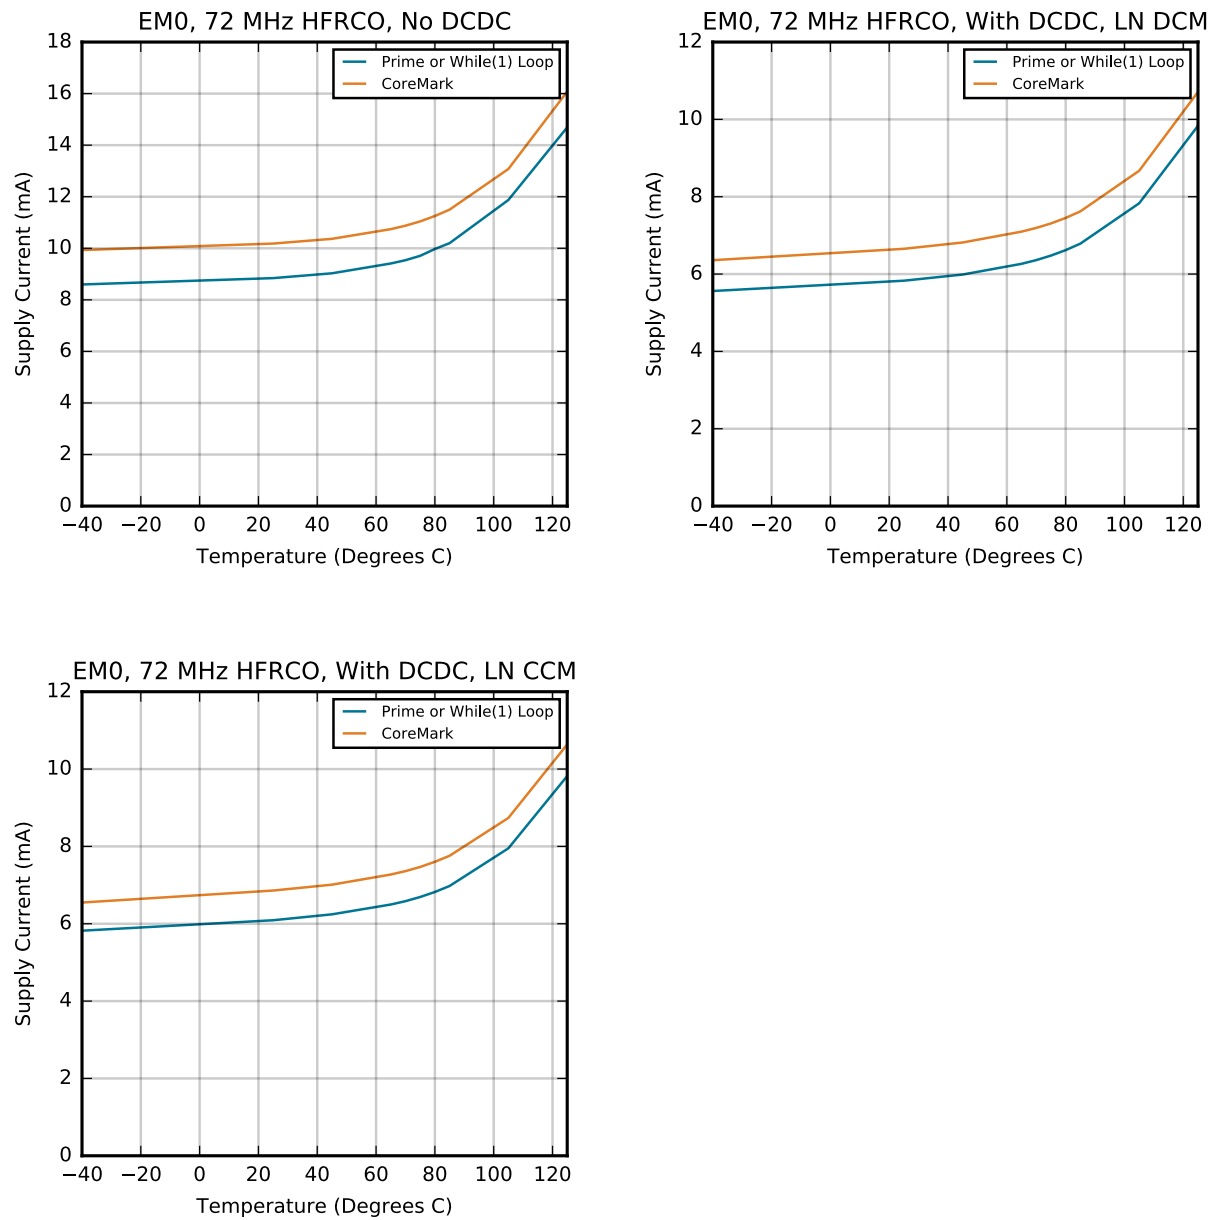 EM0, 72 MHz HFRCO, No DCDC
18
16
14
12
10
8
6
4
2
0
Supply Current (mA)
Prime or While(1) Loop
CoreMark
−40 −20 0 20 40 60 80 100 120
Temperature (Degrees C)
EM0, 72 MHz HFRCO, With DCDC, LN DCM
12
10
8
6
4
2
0
Supply Current (mA)
Prime or While(1) Loop
CoreMark
−40 −20 0 20 40 60 80 100 120
Temperature (Degrees C)
EM0, 72 MHz HFRCO, With DCDC, LN CCM
12
10
8
6
4
2
0
Supply Current (mA)
Prime or While(1) Loop
CoreMark
−40 −20 0 20 40 60 80 100 120
Temperature (Degrees C)